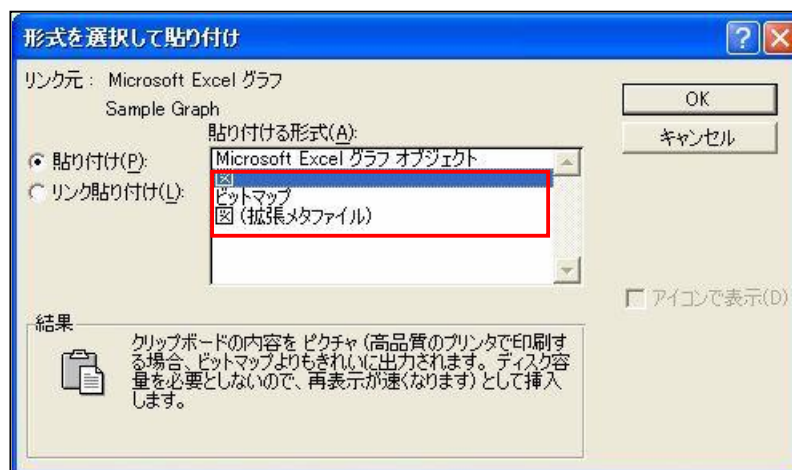 形式を選択して貼り付け
リンク元： Microsoft Excel グラフ
Sample Graph
貼り付ける形式(A):
貼り付け(P):
リンク貼り付け(L):
Microsoft Excel グラフ オブジェクト
図
ビットマップ
図 (拡張メタファイル)
OK
キャンセル
アイコンで表示(D)
結果
クリップボードの内容を ピクチャ (高品質のプリンタで印刷す
る場合、ビットマップよりもきれいに出力されます。ディスク容
量を必要としないので、再表示が速くなります) として挿入
します。